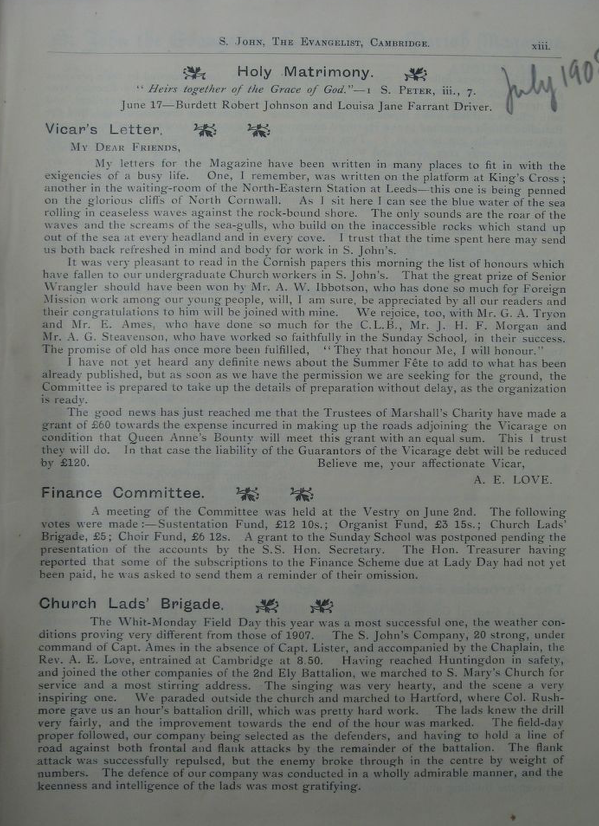 S. John, The Evangelist, Cambridge. xiii.
July 190
Holy Matrimony.
"Heirs together of the Grace of God."—1 S. Peter, iii., 7.
June 17—Burdett Robert Johnson and Louisa Jane Farrant Driver.
Vicar's Letter.
My Dear Friends,
My letters for the Magazine have been written in many places to fit in with the
exigencies of a busy life. One, I remember, was written on the platform at King's Cross;
another in the waiting-room of the North-Eastern Station at Leeds—this one is being penned
on the glorious cliffs of North Cornwall. As I sit here I can see the blue water of the sea
rolling in ceaseless waves against the rock-bound shore. The only sounds are the roar of the
waves and the screams of the sea-gulls, who build on the inaccessible rocks which stand up
out of the sea at every headland and in every cove. I trust that the time spent here may send
us both back refreshed in mind and body for work in S. John's.
It was very pleasant to read in the Cornish papers this morning the list of honours which
have fallen to our undergraduate Church workers in S. John's. That the great prize of Senior
Wrangler should have been won by Mr. A. W. Ibbotson, who has done so much for Foreign
Mission work among our young people, will, I am sure, be appreciated by all our readers and
their congratulations to him will be joined with mine. We rejoice, too, with Mr. G. A. Tryon
and Mr. E. Ames, who have done so much for the C.L.B., Mr. J. H. F. Morgan and
Mr. A. G. Steavenson, who have worked so faithfully in the Sunday School, in their success.
The promise of old has once more been fulfilled, "They that honour Me, I will honour."
I have not yet heard any definite news about the Summer Fête to add to what has been
already published, but as soon as we have the permission we are seeking for the ground, the
Committee is prepared to take up the details of preparation without delay, as the organization
is ready.
The good news has just reached me that the Trustees of Marshall's Charity have made a
grant of £60 towards the expense incurred in making up the roads adjoining the Vicarage on
condition that Queen Anne's Bounty will meet this grant with an equal sum. This I trust
they will do. In that case the liability of the Guarantors of the Vicarage debt will be reduced
by £120. Believe me, your affectionate Vicar,
A. E. LOVE.
Finance Committee.
A meeting of the Committee was held at the Vestry on June 2nd. The following
votes were made:—Sustentation Fund, £12 10s.; Organist Fund, £3 15s.; Church Lads'
Brigade, £5; Choir Fund, £6 12s. A grant to the Sunday School was postponed pending the
presentation of the accounts by the S.S. Hon. Secretary. The Hon. Treasurer having
reported that some of the subscriptions to the Finance Scheme due at Lady Day had not yet
been paid, he was asked to send them a reminder of their omission.
Church Lads' Brigade.
The Whit-Monday Field Day this year was a most successful one, the weather con-
ditions proving very different from those of 1907. The S. John's Company, 20 strong, under
command of Capt. Ames in the absence of Capt. Lister, and accompanied by the Chaplain, the
Rev. A. E. Love, entrained at Cambridge at 8.50. Having reached Huntingdon in safety,
and joined the other companies of the 2nd Ely Battalion, we marched to S. Mary's Church for
service and a most stirring address. The singing was very hearty, and the scene a very
inspiring one. We paraded outside the church and marched to Hartford, where Col. Rush-
more gave us an hour's battalion drill, which was pretty hard work. The lads knew the drill
very fairly, and the improvement towards the end of the hour was marked. The field-day
proper followed, our company being selected as the defenders, and having to hold a line of
road against both frontal and flank attacks by the remainder of the battalion. The flank
attack was successfully repulsed, but the enemy broke through in the centre by weight of
numbers. The defence of our company was conducted in a wholly admirable manner, and the
keenness and intelligence of the lads was most gratifying.